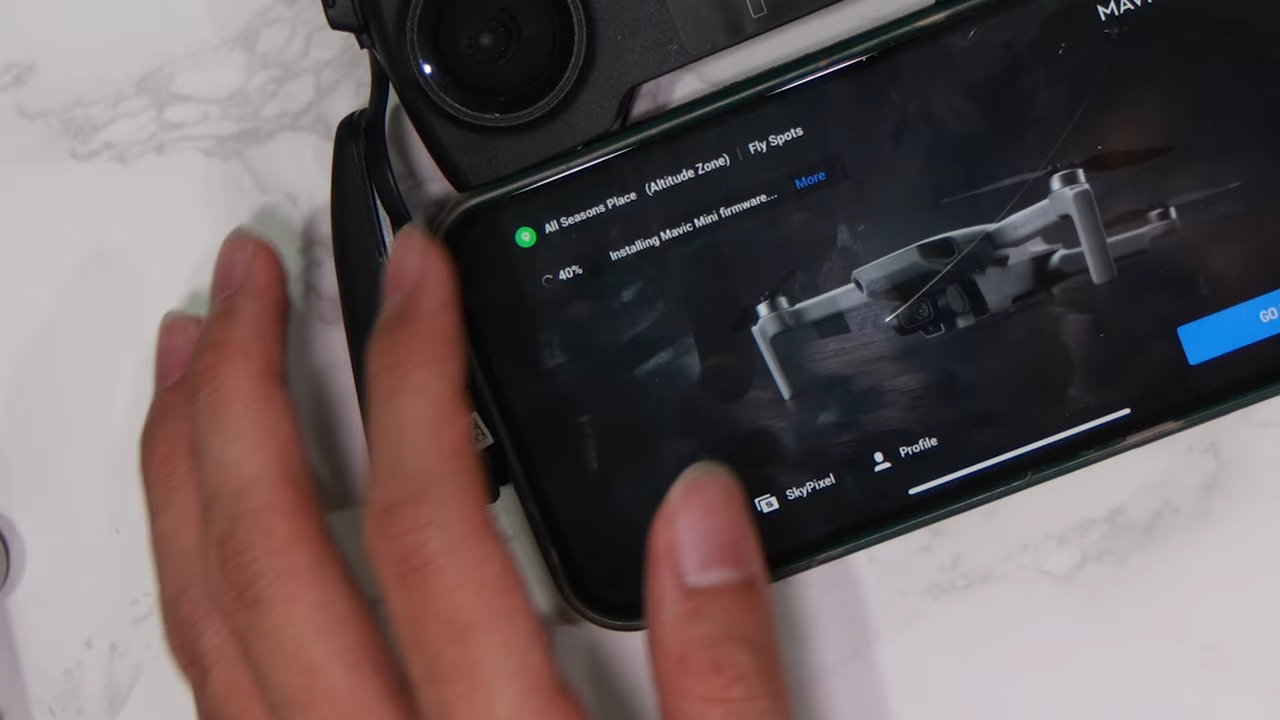 All Seasons Place (Altitude Zone) | Fly Spots
40% Installing Mavic Mini firmware... More
GO
SkyPixel
Profile